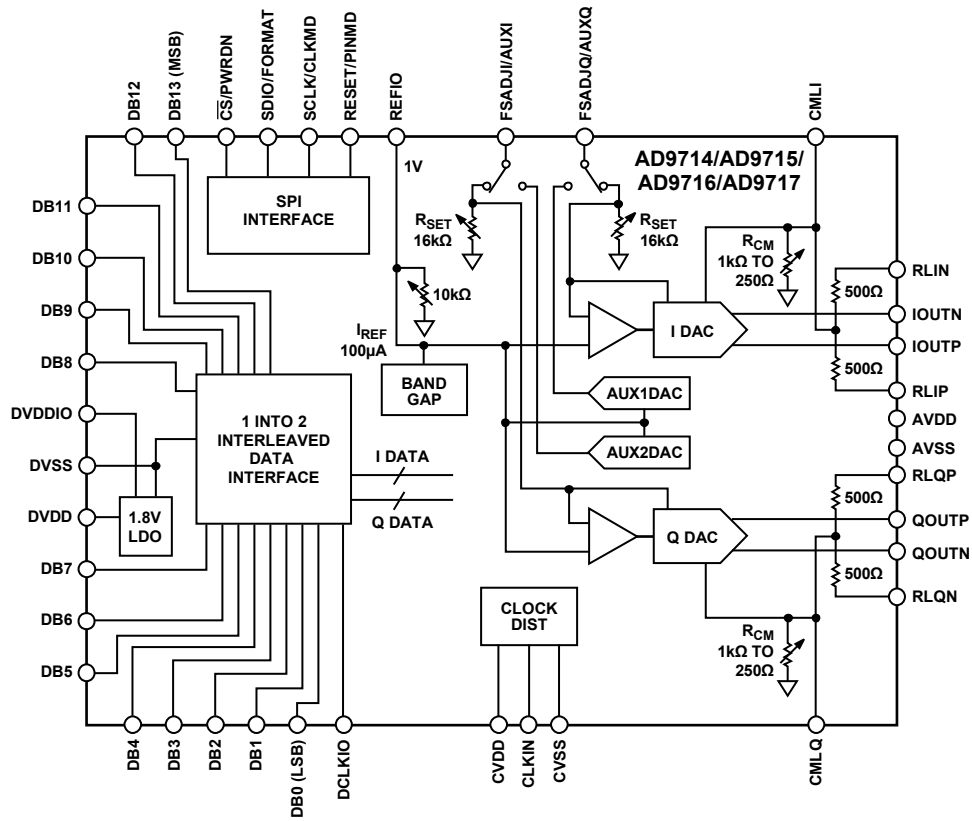 DB12
DB13 (MSB)
CS/PWRDN
SDIO/FORMAT
SCLK/CLKMD
RESET/PINMD
REFIO
FSADJI/AUXI
FSADJQ/AUXQ
CMLI
AD9714/AD9715/
AD9716/AD9717
1V
SPI
INTERFACE
RSET
16kΩ
RSET
16kΩ
RCM
1kΩ TO
250Ω
10kΩ
IREF
100µA
BAND
GAP
DB11
DB10
DB9
DB8
DVDDIO
DVSS
DVDD
DB7
DB6
DB5
1.8V
LDO
1 INTO 2
INTERLEAVED
DATA
INTERFACE
I DATA
Q DATA
I DAC
AUX1DAC
AUX2DAC
Q DAC
500Ω
500Ω
500Ω
500Ω
RLIN
IOUTN
IOUTP
RLIP
AVDD
AVSS
RLQP
QOUTP
QOUTN
RLQN
CLOCK
DIST
RCM
1kΩ TO
250Ω
DB4
DB3
DB2
DB1
DB0 (LSB)
DCLKIO
CVDD
CLKIN
CVSS
CMLQ